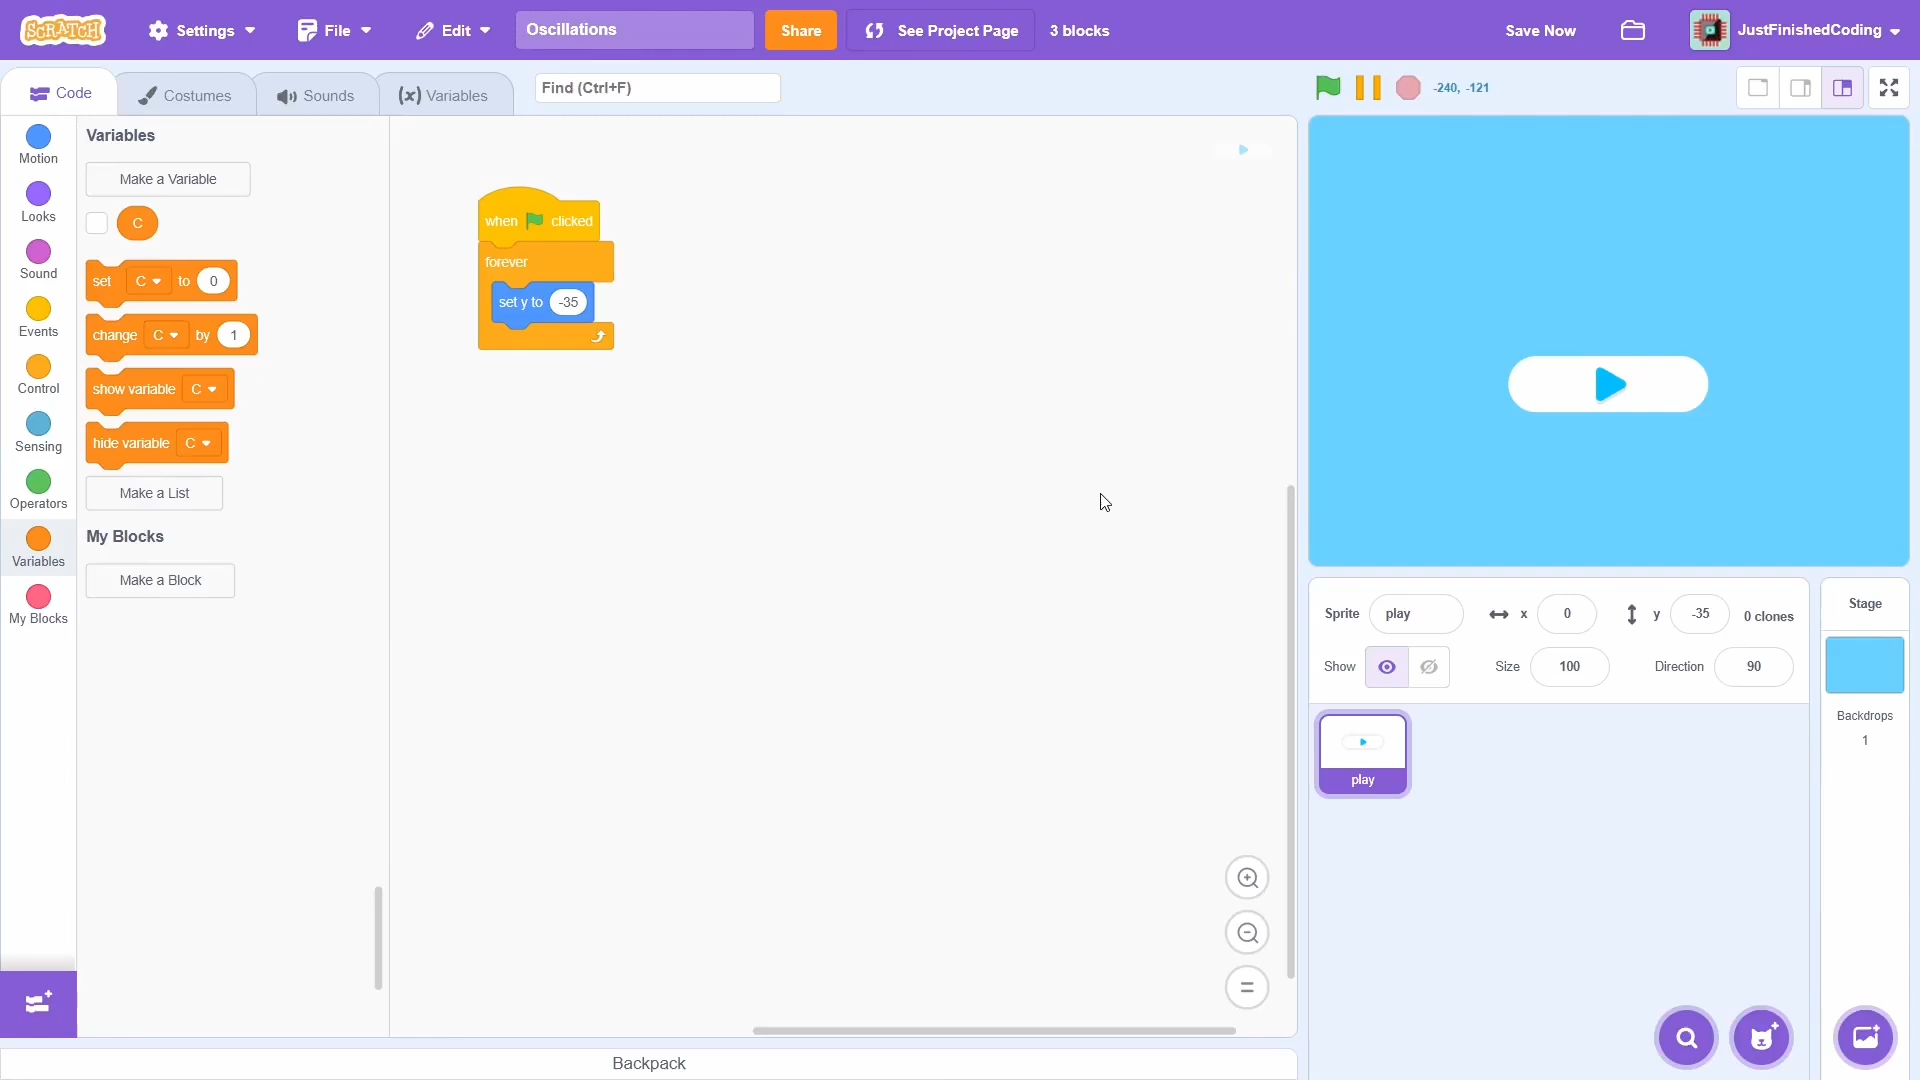 SCRATCH Settings File Edit Oscillations Share See Project Page 3 blocks Save Now JustFinishedCoding
Code Costumes Sounds (x) Variables Find (Ctrl+F) -240, -121
Variables
Make a Variable
C
set C to 0
change C by 1
show variable C
hide variable C
Make a List
My Blocks
Make a Block
Motion
Looks
Sound
Events
Control
Sensing
Operators
Variables
My Blocks
when clicked
forever
set y to -35
Sprite play x 0 y -35 0 clones
Show Size 100 Direction 90
play
Stage
Backdrops
1
Backpack